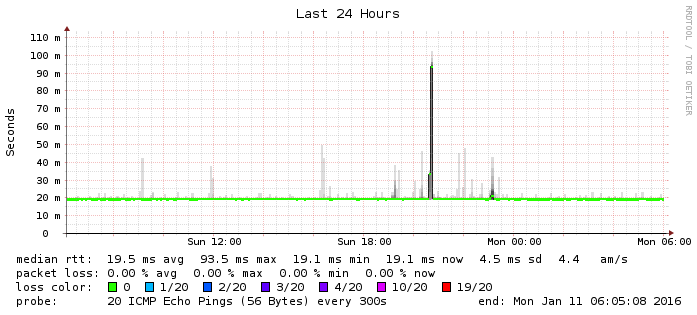 Last 24 Hours
RRDTOOL / TOBI OETIKER
110 m
100 m
90 m
80 m
70 m
60 m
50 m
40 m
30 m
20 m
10 m
0
Seconds
Sun 12:00 Sun 18:00 Mon 00:00 Mon 06:00
median rtt: 19.5 ms avg 93.5 ms max 19.1 ms min 19.1 ms now 4.5 ms sd 4.4 am/s
packet loss: 0.00 % avg 0.00 % max 0.00 % min 0.00 % now
loss color: 0 1/20 2/20 3/20 4/20 10/20 19/20
probe: 20 ICMP Echo Pings (56 Bytes) every 300s end: Mon Jan 11 06:05:08 2016